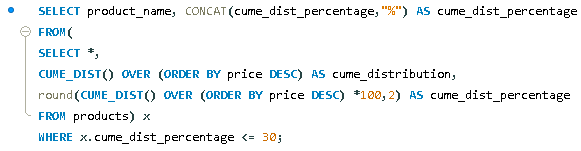 SELECT product_name, CONCAT(cume_dist_percentage,"%") AS cume_dist_percentage
FROM(
SELECT *,
CUME_DIST() OVER (ORDER BY price DESC) AS cume_distribution,
round(CUME_DIST() OVER (ORDER BY price DESC) *100,2) AS cume_dist_percentage
FROM products) x
WHERE x.cume_dist_percentage <= 30;